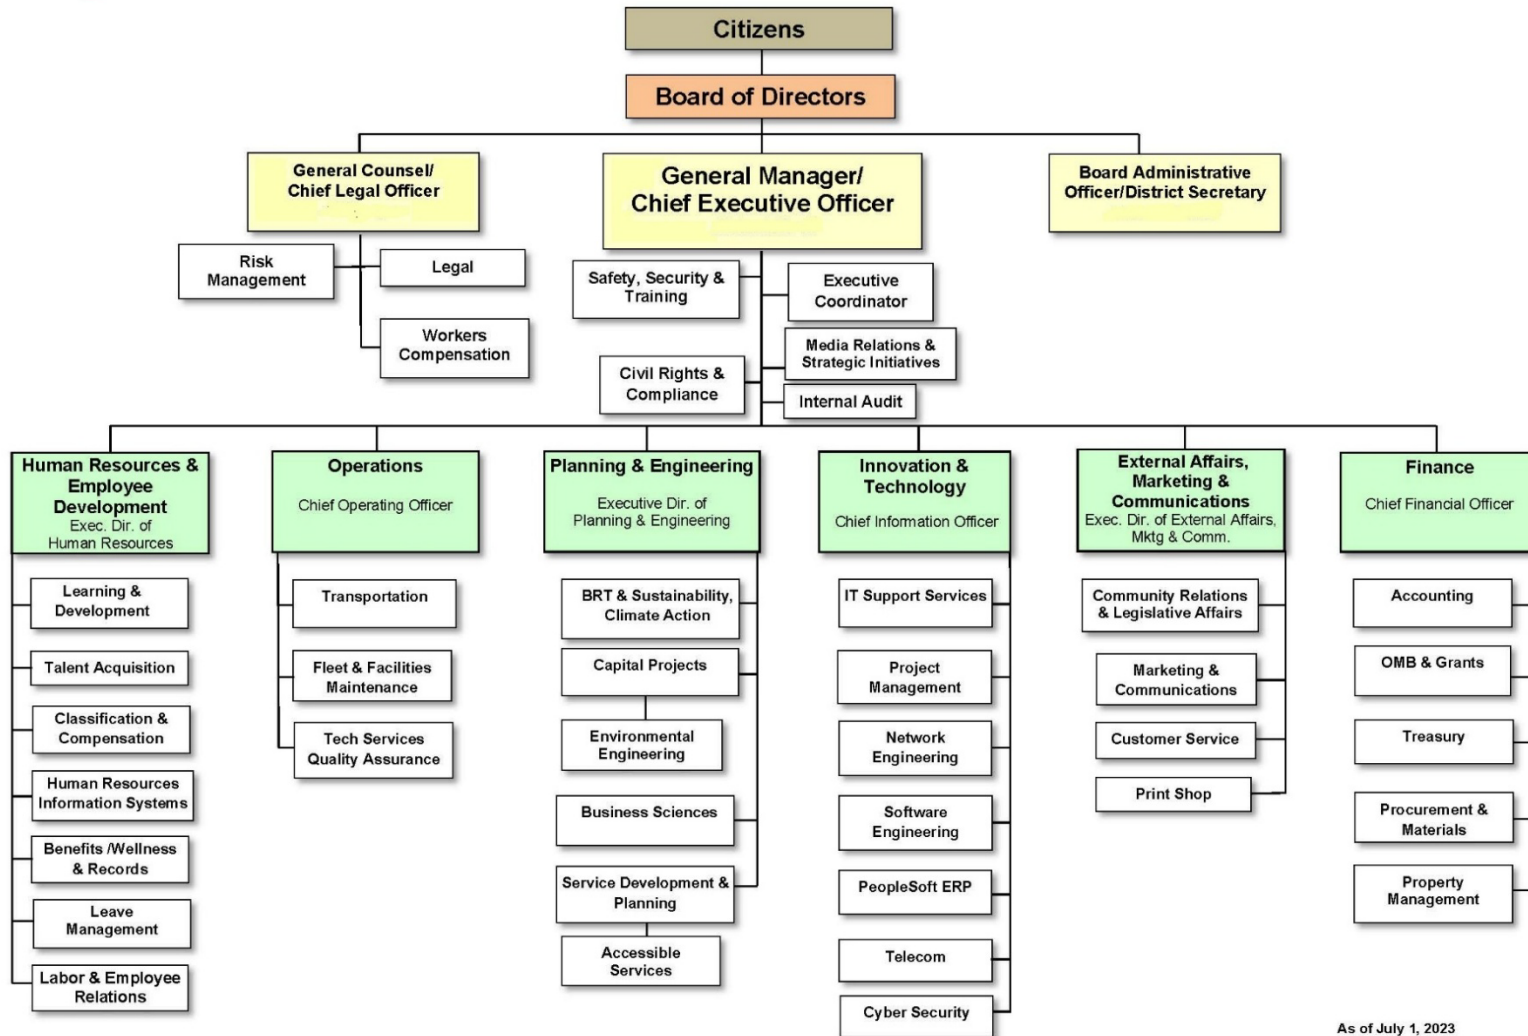 Citizens
Board of Directors
General Counsel/
Chief Legal Officer
General Manager/
Chief Executive Officer
Board Administrative
Officer/District Secretary
Risk
Management
Legal
Workers
Compensation
Safety, Security &
Training
Executive
Coordinator
Media Relations &
Strategic Initiatives
Civil Rights &
Compliance
Internal Audit
Human Resources &
Employee
Development
Exec. Dir. of
Human Resources
Learning &
Development
Talent Acquisition
Classification &
Compensation
Human Resources
Information Systems
Benefits /Wellness
& Records
Leave
Management
Labor & Employee
Relations
Operations
Chief Operating Officer
Transportation
Fleet & Facilities
Maintenance
Tech Services
Quality Assurance
Planning & Engineering
Executive Dir. of
Planning & Engineering
BRT & Sustainability,
Climate Action
Capital Projects
Environmental
Engineering
Business Sciences
Service Development &
Planning
Accessible
Services
Innovation &
Technology
Chief Information Officer
IT Support Services
Project
Management
Network
Engineering
Software
Engineering
PeopleSoft ERP
Telecom
Cyber Security
External Affairs,
Marketing &
Communications
Exec. Dir. of External Affairs,
Mktg & Comm.
Community Relations
& Legislative Affairs
Marketing &
Communications
Customer Service
Print Shop
Finance
Chief Financial Officer
Accounting
OMB & Grants
Treasury
Procurement &
Materials
Property
Management
As of July 1, 2023